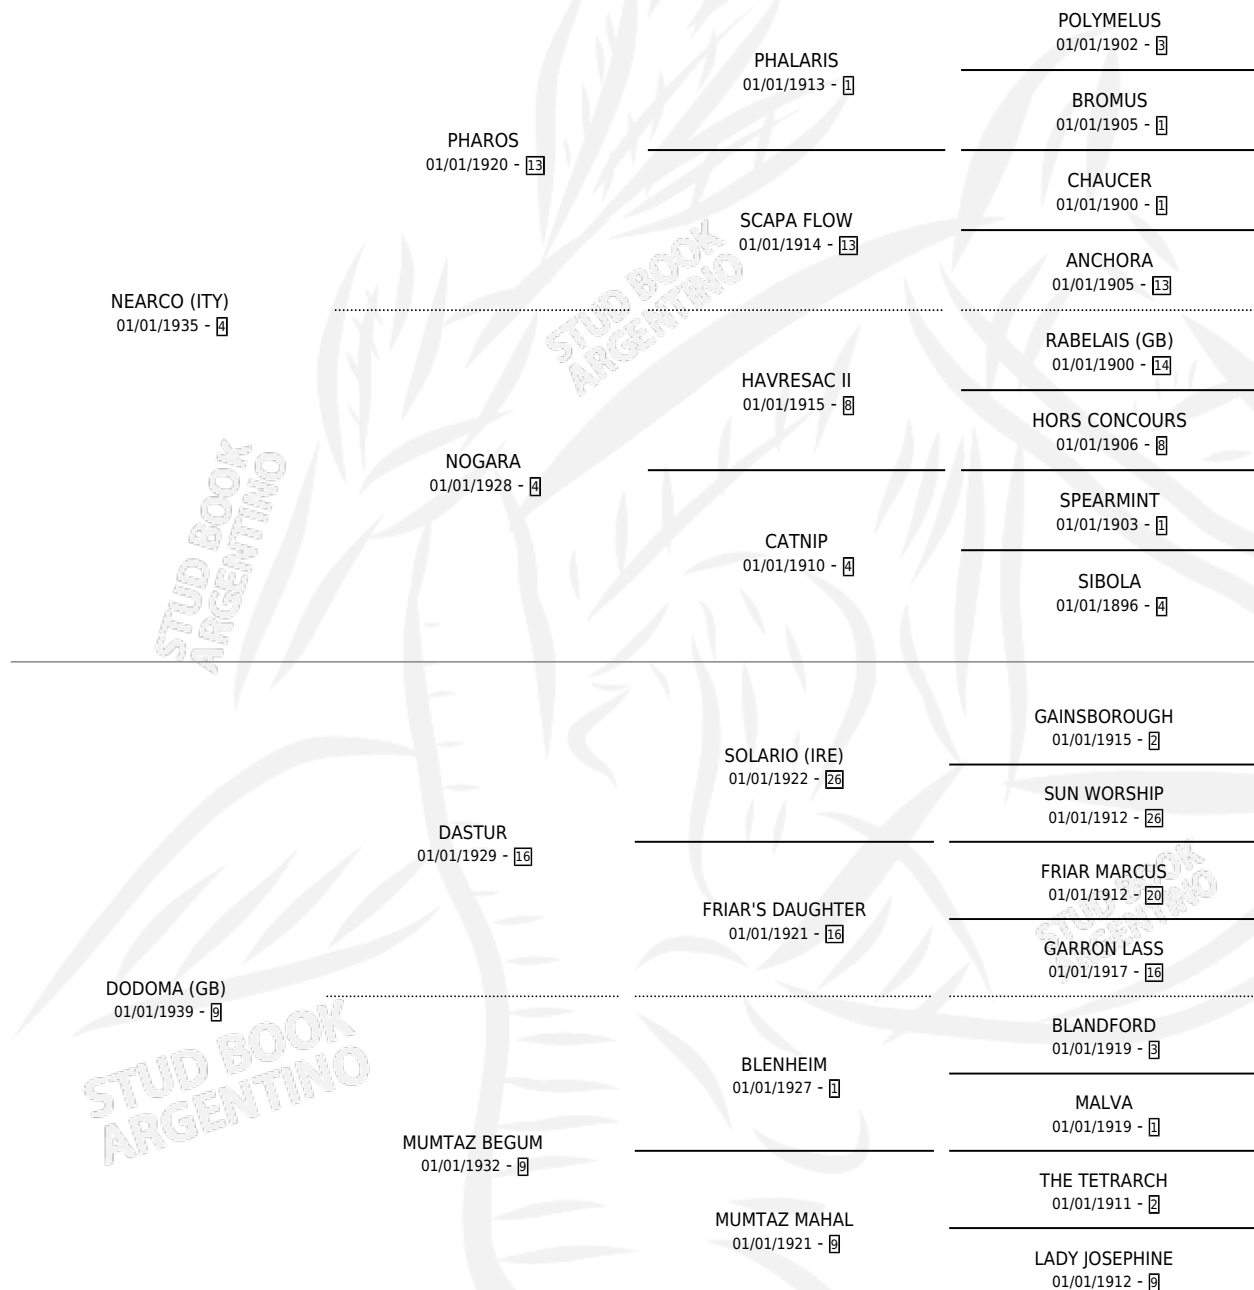 POLYMELUS
01/01/1902 - 3
PHALARIS
01/01/1913 - 1
BROMUS
01/01/1905 - 1
PHAROS
01/01/1920 - 13
CHAUCER
01/01/1900 - 1
SCAPA FLOW
01/01/1914 - 13
ANCHORA
01/01/1905 - 13
NEARCO (ITY)
01/01/1935 - 4
RABELAIS (GB)
01/01/1900 - 14
HAVRESAC II
01/01/1915 - 8
HORS CONCOURS
01/01/1906 - 8
NOGARA
01/01/1928 - 4
SPEARMINT
01/01/1903 - 1
CATNIP
01/01/1910 - 4
SIBOLA
01/01/1896 - 4
GAINSBOROUGH
01/01/1915 - 2
SOLARIO (IRE)
01/01/1922 - 26
SUN WORSHIP
01/01/1912 - 26
DASTUR
01/01/1929 - 16
FRIAR MARCUS
01/01/1912 - 20
FRIAR'S DAUGHTER
01/01/1921 - 16
GARRON LASS
01/01/1917 - 16
DODOMA (GB)
01/01/1939 - 9
BLANDFORD
01/01/1919 - 3
BLENHEIM
01/01/1927 - 1
MALVA
01/01/1919 - 1
MUMTAZ BEGUM
01/01/1932 - 9
THE TETRARCH
01/01/1911 - 2
MUMTAZ MAHAL
01/01/1921 - 9
LADY JOSEPHINE
01/01/1912 - 9
STUD BOOK
ARGENTINO
STUD BOOK
ARGENTINO
STUD BOOK
ARGENTINO
STUD BOOK
ARGENTINO